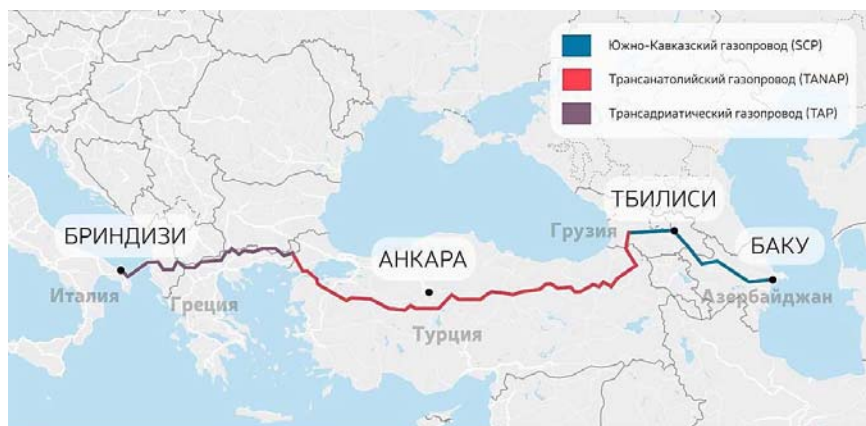 Южно-Кавказский газопровод (SCP)
Трансанатолийский газопровод (TANAP)
Трансадриатический газопровод (TAP)
ТБИЛИСИ
Грузия
БРИНДИЗИ
АНКАРА
БАКУ
Италия
Греция
Азербайджан
Турция